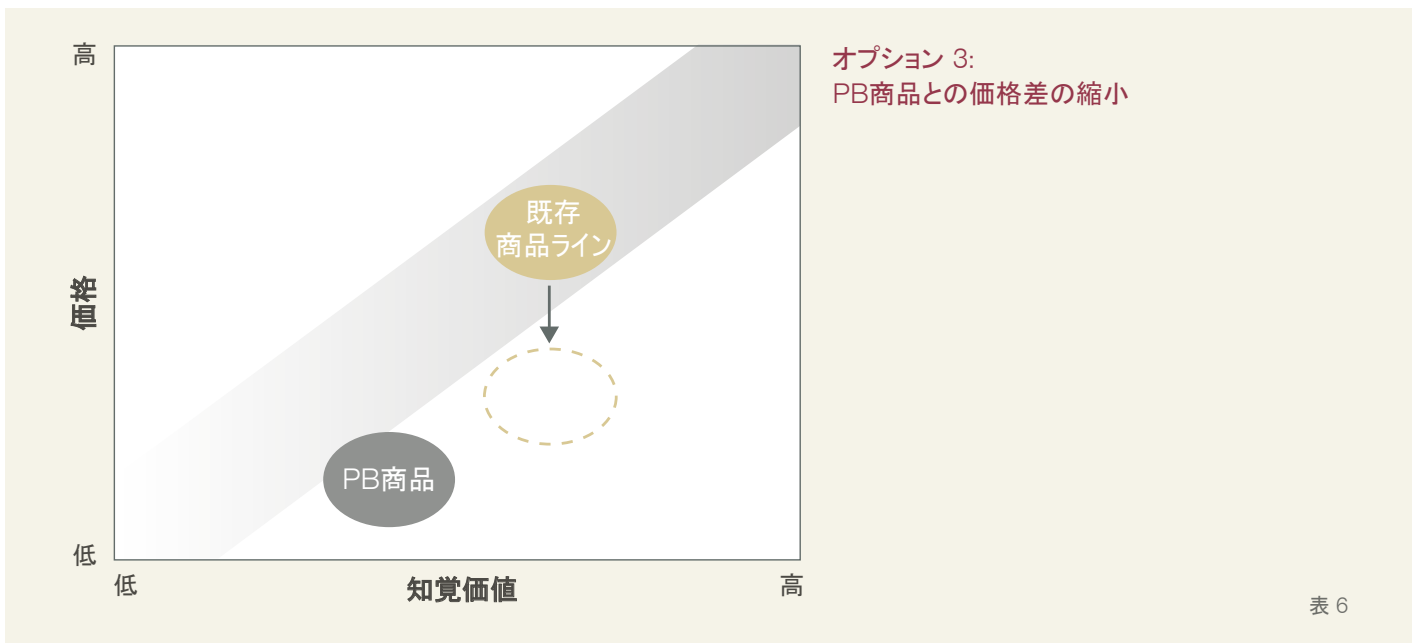 高
オプション 3:
PB商品との価格差の縮小
既存
商品ライン
価格
PB商品
低
低
知覚価値
高
表 6